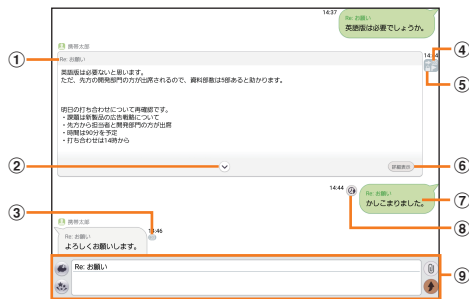 14:37
Re: お願い
英語版は必要でしょうか。
携帯太郎
14:44
Re: お願い
英語版は必要ないと思います。
ただ、先方の開発部門の方が出席されるので、資料部数は5部あると助かります。
明日の打ち合わせについて再確認です。
・課題は新製品の広告戦略について
・先方から担当者と開発部門の方が出席
・時間は90分を予定
・打ち合わせは14時から
詳細表示
14:44
Re: お願い
かしこまりました。
携帯太郎
Re: お願い
よろしくお願いします。
Re: お願い
①
②
③
④
⑤
⑥
⑦
⑧
⑨